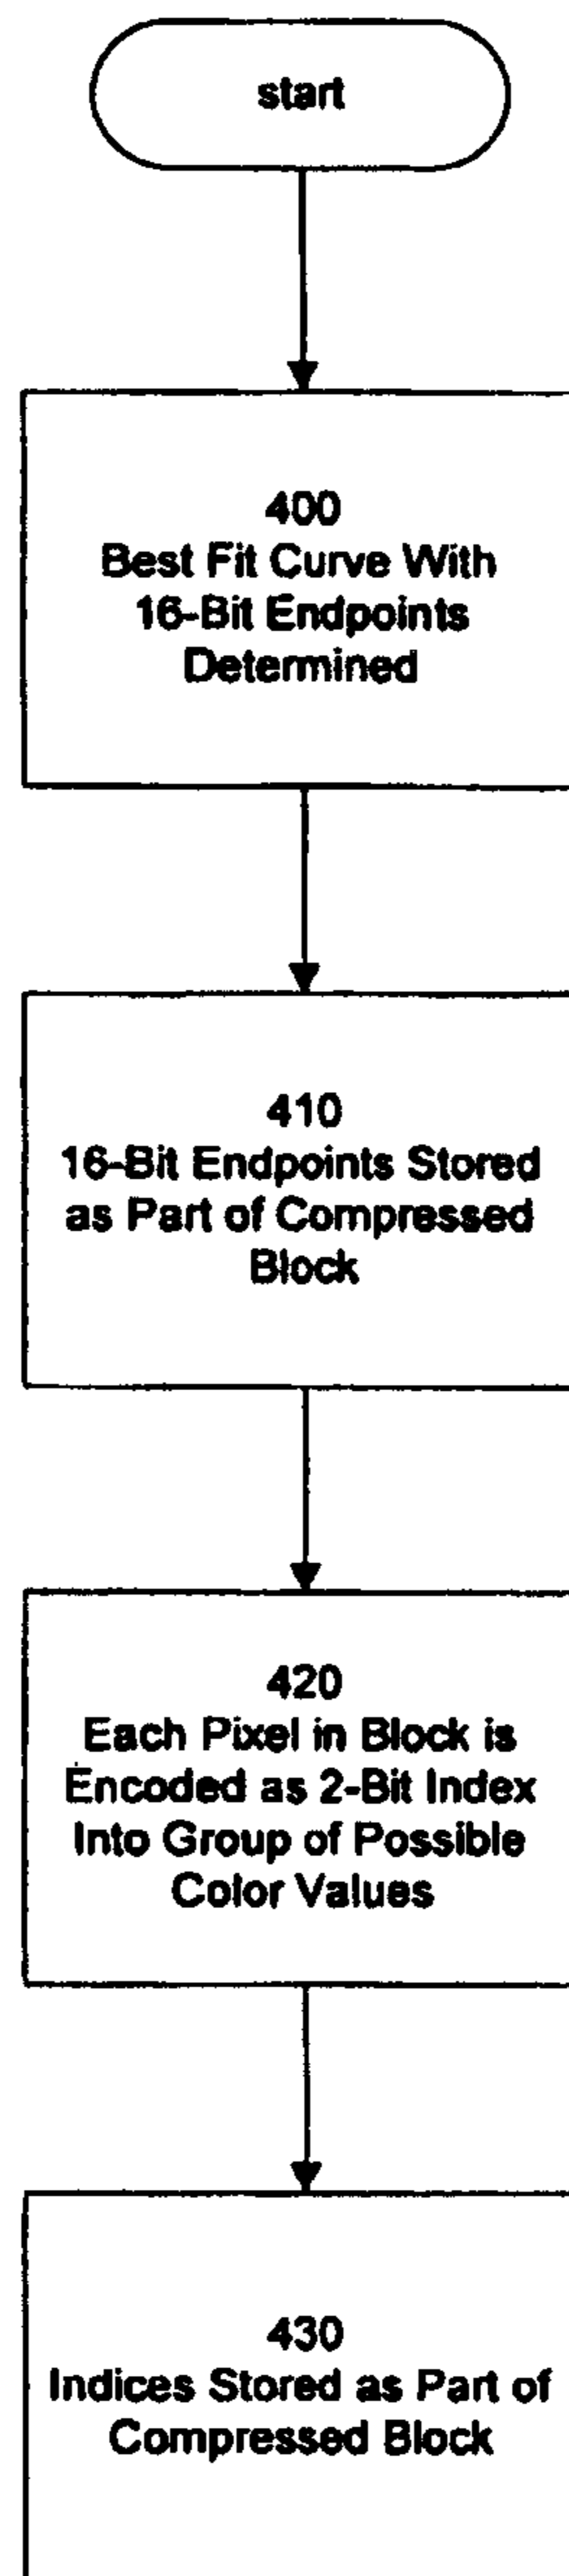 start
400
Best Fit Curve With
16-Bit Endpoints
Determined
410
16-Bit Endpoints Stored
as Part of Compressed
Block
420
Each Pixel in Block is
Encoded as 2-Bit Index
Into Group of Possible
Color Values
430
Indices Stored as Part of
Compressed Block